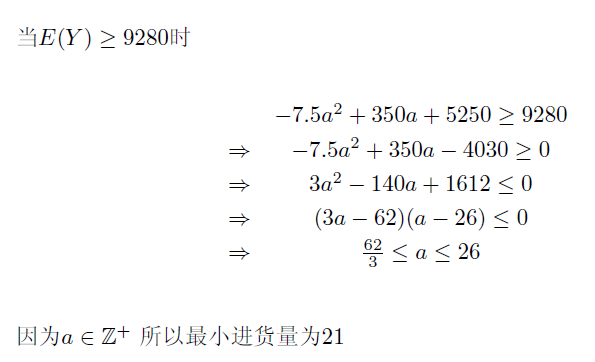 当E(Y) ≥ 9280时
−7.5a² + 350a + 5250 ≥ 9280
⇒ −7.5a² + 350a − 4030 ≥ 0
⇒ 3a² − 140a + 1612 ≤ 0
⇒ (3a − 62)(a − 26) ≤ 0
⇒ 62/3 ≤ a ≤ 26
因为a ∈ ℤ⁺ 所以最小进货量为21